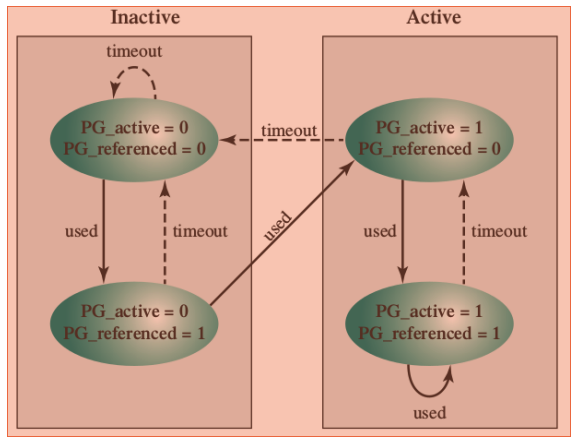 Inactive
Active
timeout
PG_active = 0
PG_referenced = 0
timeout
PG_active = 1
PG_referenced = 0
used
timeout
used
used
timeout
PG_active = 0
PG_referenced = 1
PG_active = 1
PG_referenced = 1
used